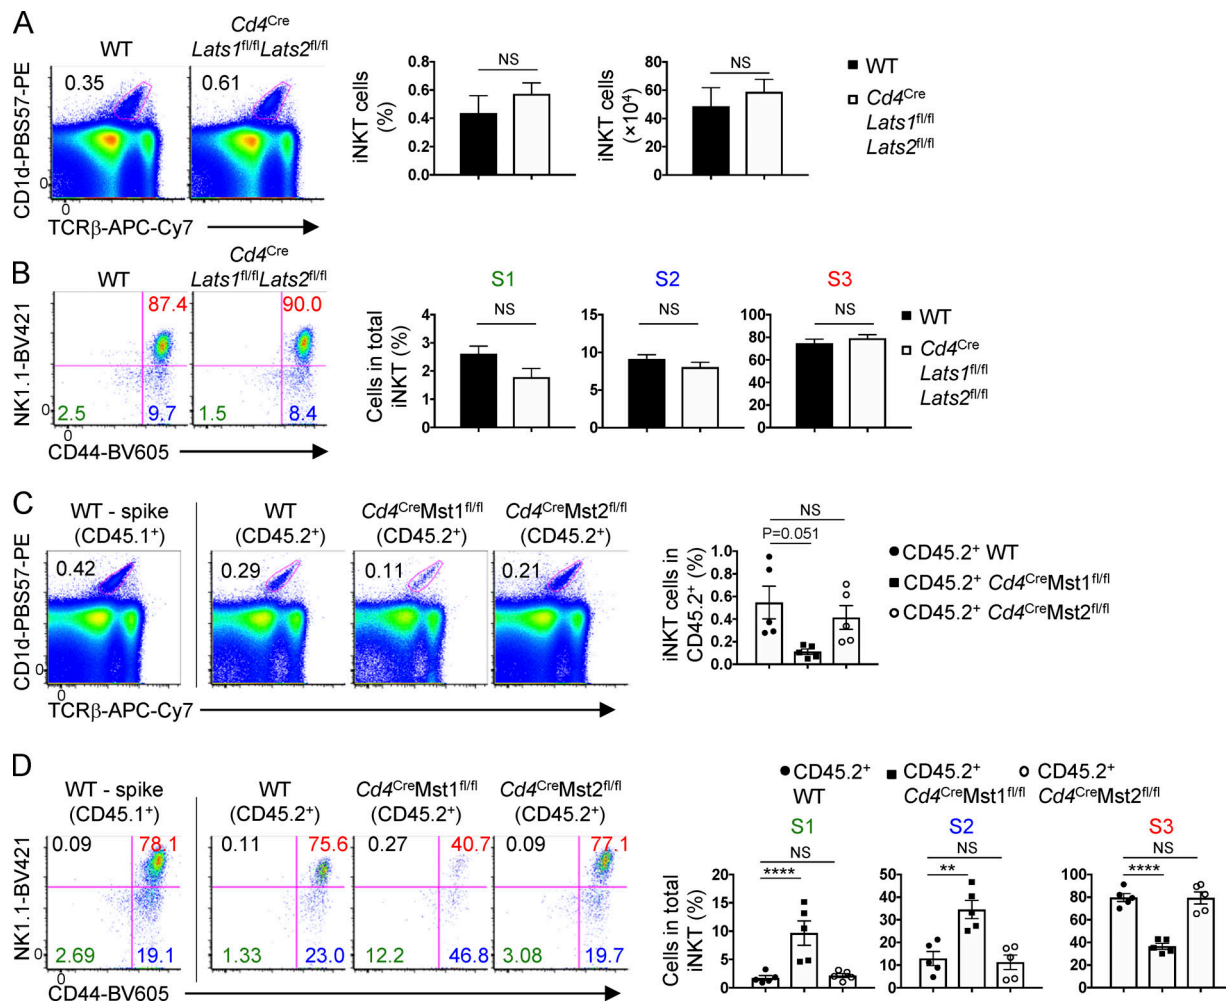 A
WT
Cd4Cre
Lats1fl/flLats2fl/fl
CD1d-PBS57-PE
0.35
0.61
0
0
TCRβ-APC-Cy7
iNKT cells
(%)
0.8
0.6
0.4
0.2
0.0
NS
iNKT cells
(×10⁴)
80
60
40
20
0
NS
WT
Cd4Cre
Lats1fl/fl
Lats2fl/fl
B
WT
Cd4Cre
Lats1fl/flLats2fl/fl
NK1.1-BV421
87.4
2.5
9.7
90.0
1.5
8.4
0
0
CD44-BV605
Cells in total
iNKT (%)
S1
4
3
2
1
0
NS
S2
15
10
5
0
NS
S3
100
80
60
40
20
0
NS
WT
Cd4Cre
Lats1fl/fl
Lats2fl/fl
C
WT - spike
(CD45.1+)
WT
(CD45.2+)
Cd4CreMst1fl/fl
(CD45.2+)
Cd4CreMst2fl/fl
(CD45.2+)
CD1d-PBS57-PE
0.42
0.29
0.11
0.21
0
0
TCRβ-APC-Cy7
iNKT cells in
CD45.2+ (%)
1.0
0.8
0.6
0.4
0.2
0.0
NS
P=0.051
CD45.2+ WT
CD45.2+ Cd4CreMst1fl/fl
CD45.2+ Cd4CreMst2fl/fl
D
WT - spike
(CD45.1+)
WT
(CD45.2+)
Cd4CreMst1fl/fl
(CD45.2+)
Cd4CreMst2fl/fl
(CD45.2+)
NK1.1-BV421
0.09
78.1
2.69
19.1
0.11
75.6
1.33
23.0
0.27
40.7
12.2
46.8
0.09
77.1
3.08
19.7
0
0
CD44-BV605
CD45.2+
WT
CD45.2+
Cd4CreMst1fl/fl
CD45.2+
Cd4CreMst2fl/fl
Cells in total
iNKT (%)
S1
20
15
10
5
0
NS
****
S2
50
40
30
20
10
0
NS
**
S3
100
80
60
40
20
0
NS
****